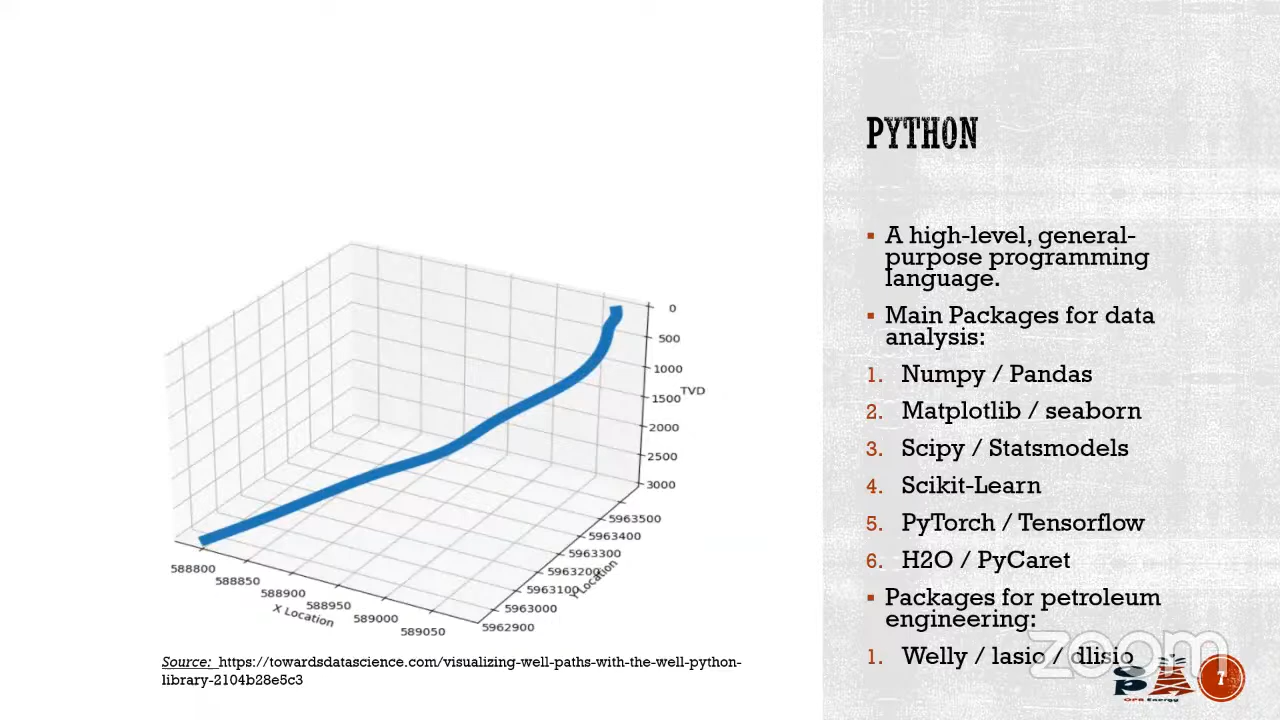 PYTHON
▪ A high-level, general-
purpose programming
language.
▪ Main Packages for data
analysis:
1. Numpy / Pandas
2. Matplotlib / seaborn
3. Scipy / Statsmodels
4. Scikit-Learn
5. PyTorch / Tensorflow
6. H2O / PyCaret
▪ Packages for petroleum
engineering:
1. Welly / lasio / dlisio
0
500
1000
1500
2000
2500
3000
TVD
5963500
5963400
5963300
5963200
5963100
5963000
5962900
Y Location
588800
588850
588900
588950
589000
589050
X Location
Source: https://towardsdatascience.com/visualizing-well-paths-with-the-well-python-
library-2104b28e5c3
zoom
7